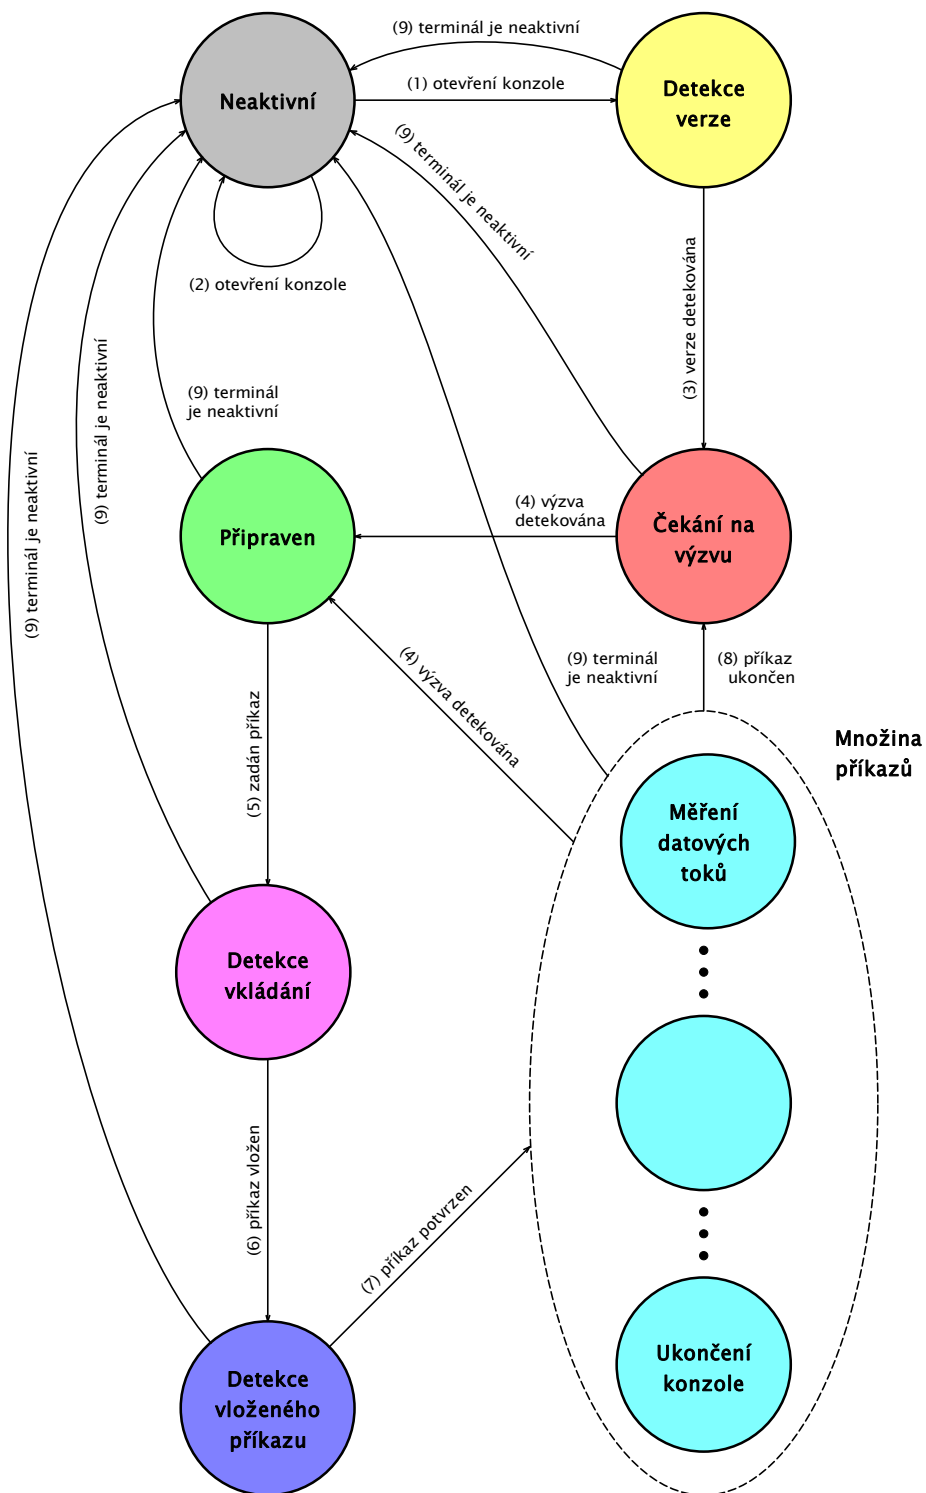 (9) terminál je neaktivní
(1) otevření konzole
Neaktivní
Detekce
verze
(9) terminál je neaktivní
(2) otevření konzole
(3) verze detekována
(9) terminál je neaktivní
(9) terminál
je neaktivní
(9) terminál je neaktivní
(4) výzva
detekována
Připraven
Čekání na
výzvu
(4) výzva detekována
(9) terminál
je neaktivní
(8) příkaz
ukončen
(5) zadán příkaz
Množina
příkazů
Měření
datových
toků
Detekce
vkládání
(6) příkaz vložen
(7) příkaz potvrzen
Ukončení
konzole
Detekce
vloženého
příkazu